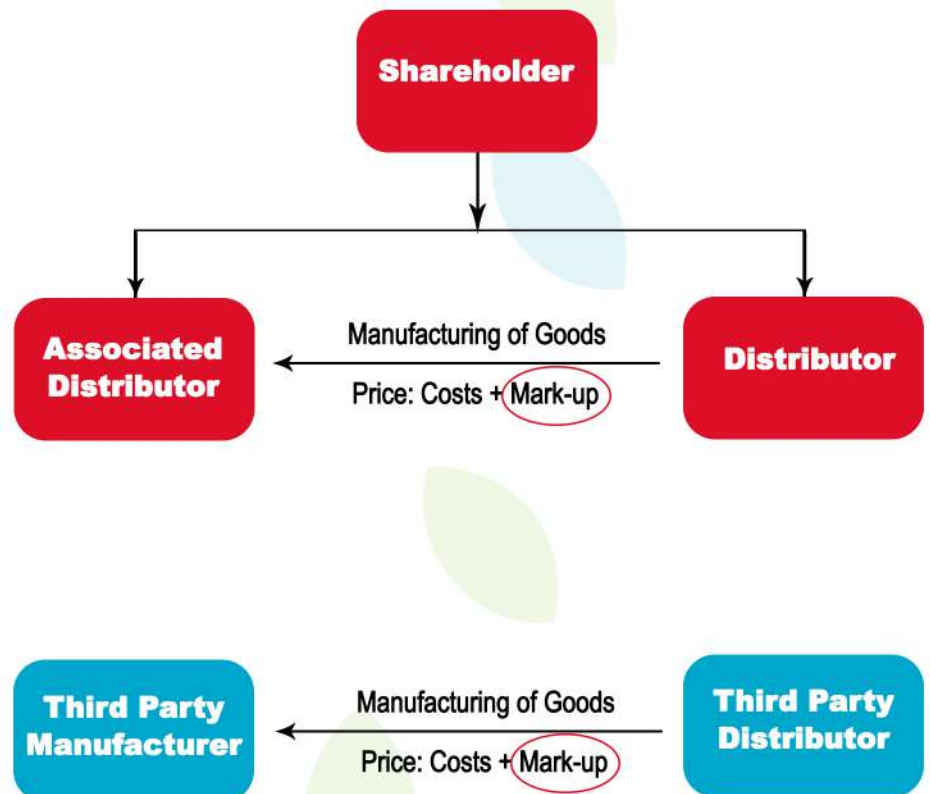 Shareholder
Associated
Distributor
Manufacturing of Goods
Price: Costs + Mark-up
Distributor
Third Party
Manufacturer
Manufacturing of Goods
Price: Costs + Mark-up
Third Party
Distributor